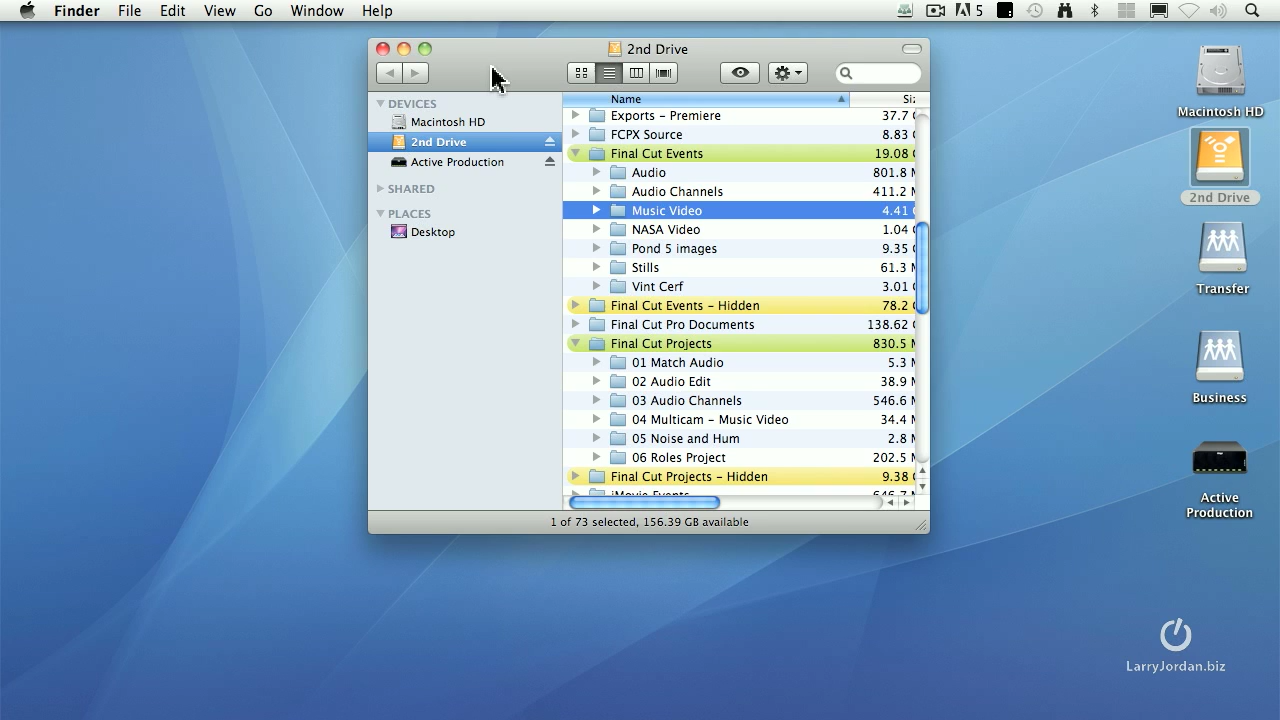 Finder File Edit View Go Window Help 5
2nd Drive
DEVICES
Macintosh HD
2nd Drive
Active Production
SHARED
PLACES
Desktop
Name
Exports – Premiere 37.7
FCPX Source 8.83
Final Cut Events 19.08
Audio 801.8
Audio Channels 411.2
Music Video 4.41
NASA Video 1.04
Pond 5 images 9.35
Stills 61.3
Vint Cerf 3.01
Final Cut Events – Hidden 78.2
Final Cut Pro Documents 138.62
Final Cut Projects 830.5
01 Match Audio 5.3
02 Audio Edit 38.9
03 Audio Channels 546.6
04 Multicam – Music Video 34.4
05 Noise and Hum 2.8
06 Roles Project 202.5
Final Cut Projects – Hidden 9.38
iMovie Events 646.7
1 of 73 selected, 156.39 GB available
Macintosh HD
2nd Drive
Transfer
Business
Active
Production
LarryJordan.biz